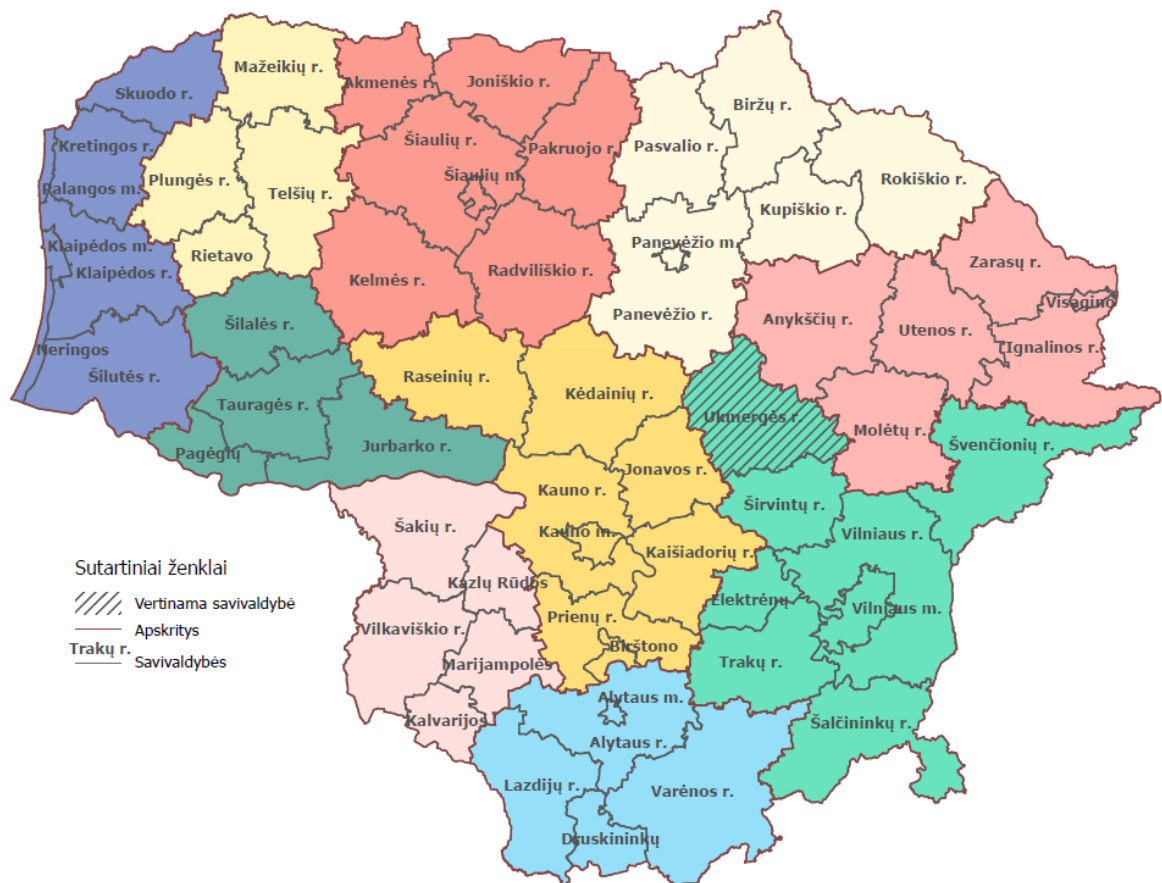 Mažeikių r.
Akmenės r.
Joniškio r.
Skuodo r.
Biržų r.
Šiaulių r.
Kretingos r.
Pakruojo r.
Pasvalio r.
Šiaulių m.
Plungės r.
Rokiškio r.
Palangos m.
Telšių r.
Kupiškio r.
Klaipėdos m.
Panevėžio m.
Rietavo
Zarasų r.
Klaipėdos r.
Radviliškio r.
Kelmės r.
Visagino
Panevėžio r.
Anykščių r.
Šilalės r.
Utenos r.
Ignalinos r.
Neringos
Raseinių r.
Šilutės r.
Kėdainių r.
Tauragės r.
Ukmergės r.
Molėtų r.
Pagėgių
Jurbarko r.
Švenčionių r.
Jonavos r.
Kauno r.
Širvintų r.
Šakių r.
Kauno m.
Vilniaus r.
Kaišiadorių r.
Kazlų Rūdos
Elektrėnų
Vilniaus m.
Prienų r.
Vilkaviškio r.
Birštono
Marijampolės
Trakų r.
Alytaus m.
Kalvarijos
Šalčininkų r.
Alytaus r.
Lazdijų r.
Varėnos r.
Druskininkų
Sutartiniai ženklai
Vertinama savivaldybė
Apskritys
Trakų r.
Savivaldybės